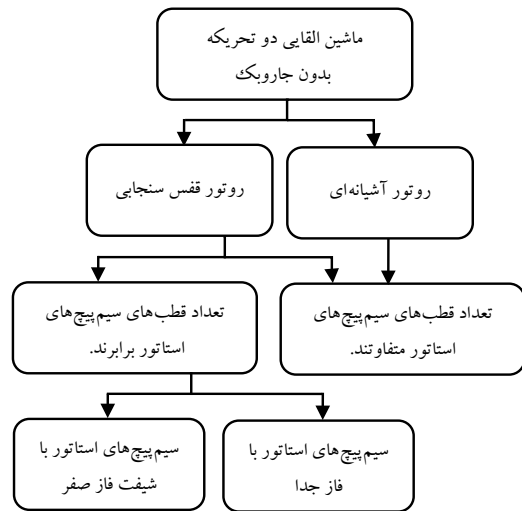 ماشین القایی دو تحریکه
بدون جاروبک
روتور آشیانه‌ای
روتور قفس سنجابی
تعداد قطب‌های سیم‌پیچ‌های
استاتور متفاوتند.
تعداد قطب‌های سیم‌پیچ‌های
استاتور برابرند.
سیم‌پیچ‌های استاتور با
فاز جدا
سیم‌پیچ‌های استاتور با
شیفت فاز صفر